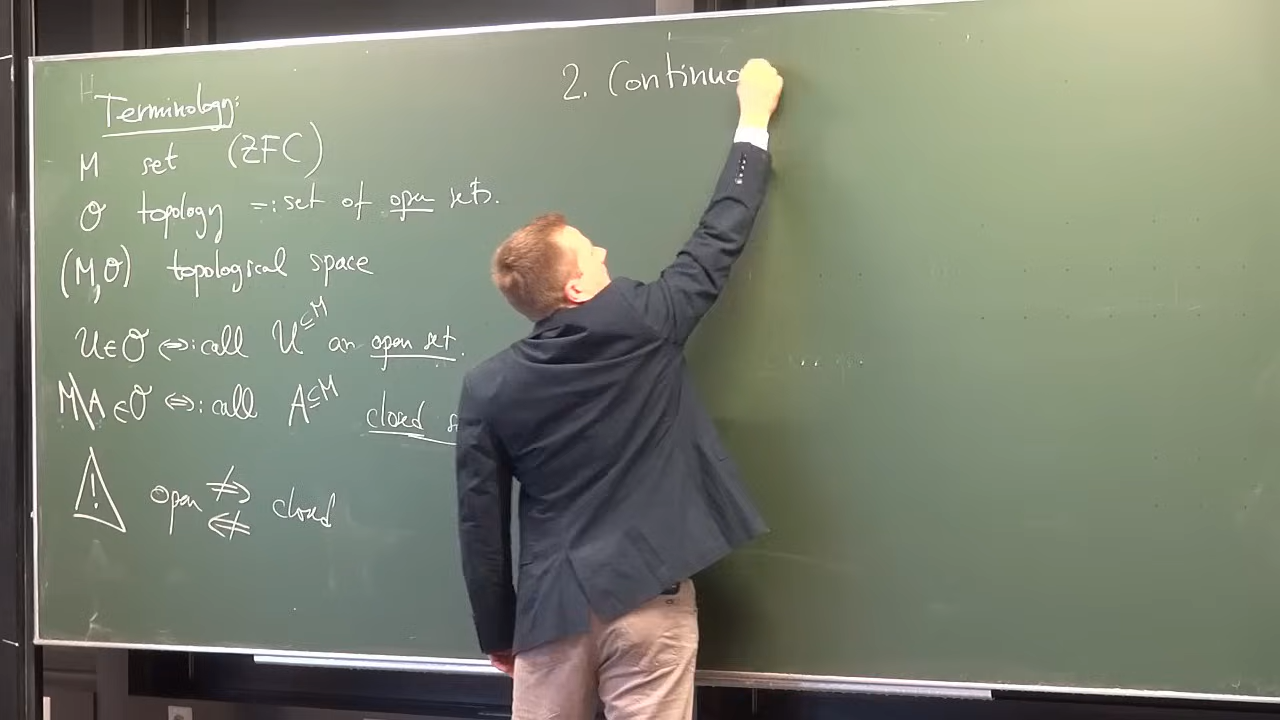 Terminology:
M set (ZFC)
O topology =: set of open sets.
(M,O) topological space
U∈O ⇔: call U⊆M an open set.
M\A ∈O ⇔: call A⊆M closed
! open ⇏ closed
⇍
2. Continuo